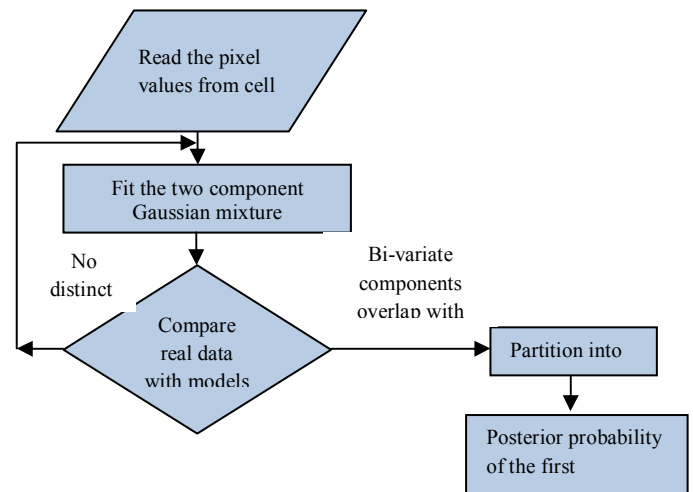 Read the pixel
values from cell
Fit the two component
Gaussian mixture
No
distinct
Bi-variate
components
overlap with
Compare
real data
with models
Partition into
Posterior probability
of the first